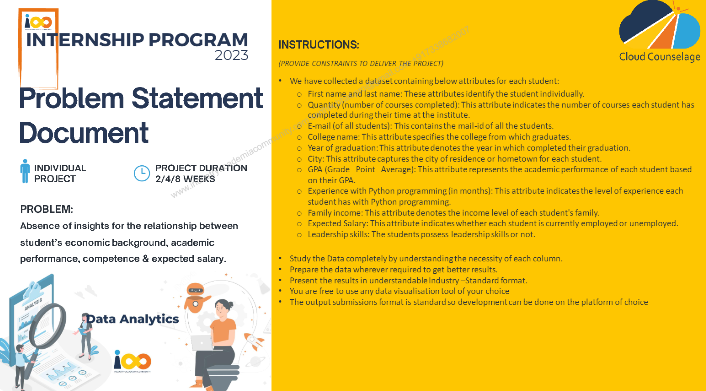 INTERNSHIP PROGRAM
2023
Problem Statement
Document
INDIVIDUAL
PROJECT
PROJECT DURATION
2/4/8 WEEKS
PROBLEM:
Absence of insights for the relationship between
student's economic background, academic
performance, competence & expected salary.
Data Analytics
Cloud Counselage
INSTRUCTIONS:
(PROVIDE CONSTRAINTS TO DELIVER THE PROJECT)
• We have collected a dataset containing below attributes for each student:
o First name and last name: These attributes identify the student individually.
o Quantity (number of courses completed): This attribute indicates the number of courses each student has
completed during their time at the institute.
o E-mail (of all students): This contains the mail-id of all the students.
o College name: This attribute specifies the college from which graduates.
o Year of graduation: This attribute denotes the year in which completed their graduation.
o City: This attribute captures the city of residence or hometown for each student.
o GPA (Grade Point Average): This attribute represents the academic performance of each student based
on their GPA.
o Experience with Python programming (in months): This attribute indicates the level of experience each
student has with Python programming.
o Family income: This attribute denotes the income level of each student's family.
o Expected Salary: This attribute indicates whether each student is currently employed or unemployed.
o Leadership skills: The students possess leadership skills or not.
• Study the Data completely by understanding the necessity of each column.
• Prepare the data wherever required to get better results.
• Present the results in understandable Industry –Standard format.
• You are free to use any data visualisation tool of your choice
• The output submissions format is standard so development can be done on the platform of choice